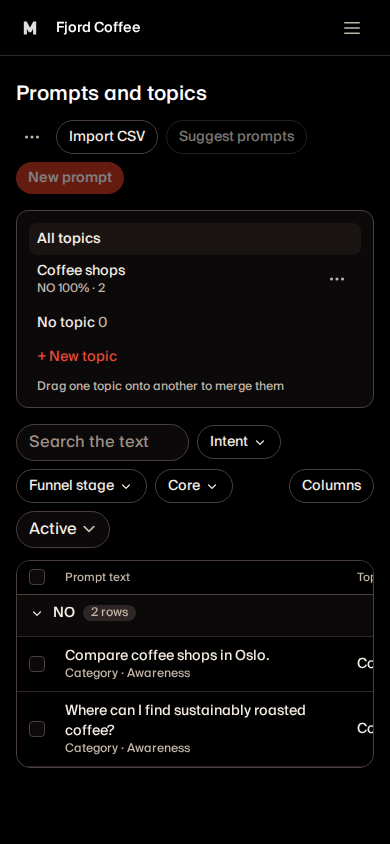 M Fjord Coffee
Prompts and topics
Import CSV
Suggest prompts
New prompt
All topics
Coffee shops
NO 100% · 2
No topic 0
+ New topic
Drag one topic onto another to merge them
Search the text
Intent
Funnel stage
Core
Columns
Active
Prompt text
Top
NO 2 rows
Compare coffee shops in Oslo.
Co
Category · Awareness
Where can I find sustainably roasted
coffee?
Co
Category · Awareness